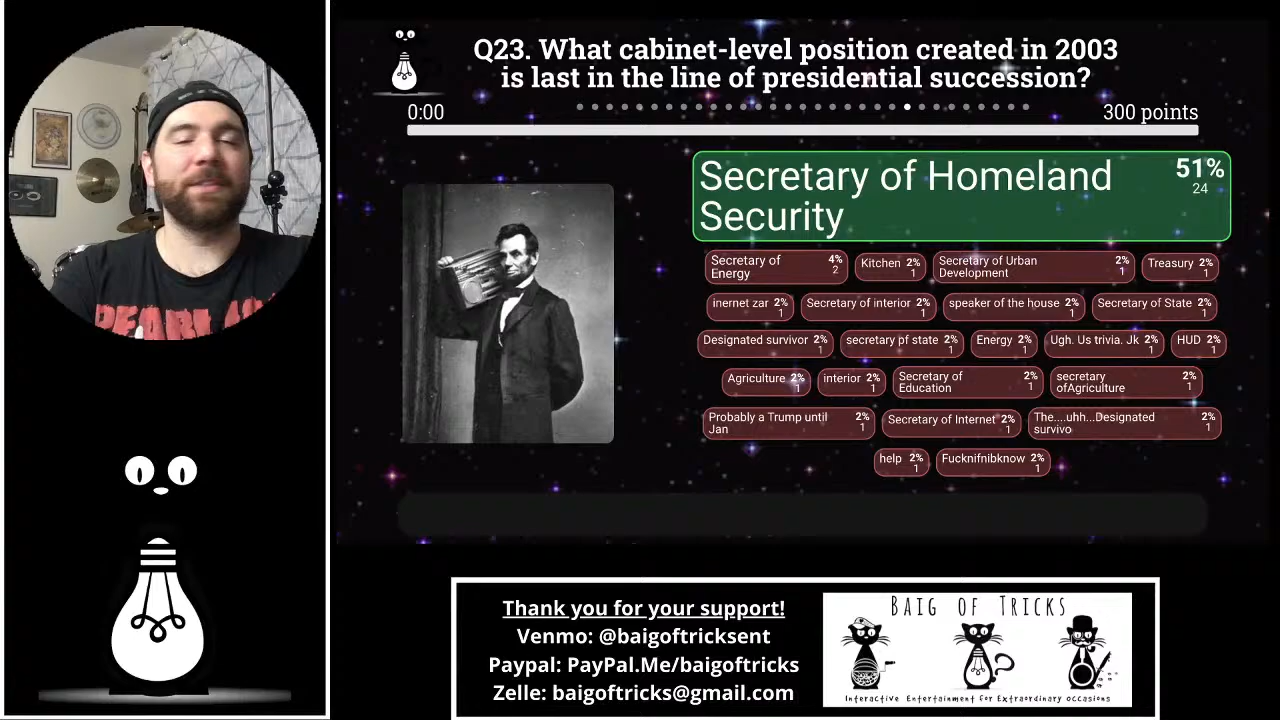 Q23. What cabinet-level position created in 2003
is last in the line of presidential succession?
0:00
300 points
Secretary of Homeland
Security
51%
24
Secretary of
Energy
4%
2
Kitchen 2%
1
Secretary of Urban
Development
2%
1
Treasury 2%
1
inernet zar 2%
1
Secretary of interior 2%
1
speaker of the house 2%
1
Secretary of State 2%
1
Designated survivor 2%
1
secretary pf state 2%
1
Energy 2%
1
Ugh. Us trivia. Jk 2%
1
HUD 2%
1
Agriculture 2%
1
interior 2%
1
Secretary of
Education
2%
1
secretary
ofAgriculture
2%
1
Probably a Trump until
Jan
2%
1
Secretary of Internet 2%
1
The....uhh...Designated
survivo
2%
1
help 2%
1
Fucknifnibknow 2%
1
PEARL JAM
Thank you for your support!
Venmo: @baigoftricksent
Paypal: PayPal.Me/baigoftricks
Zelle: baigoftricks@gmail.com
BAIG OF TRICKS
Interactive Entertainment for Extraordinary occasions